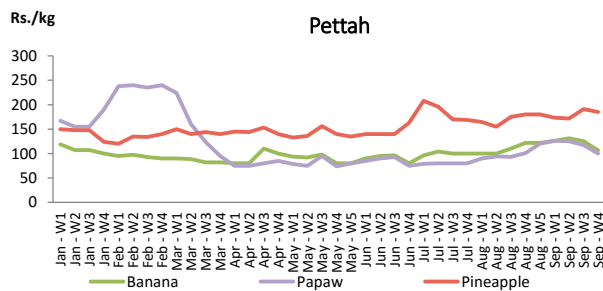 Rs./kg
Pettah
300
250
200
150
100
50
0
Jan - W1
Jan - W2
Jan - W3
Jan - W4
Feb - W1
Feb - W2
Feb - W3
Feb - W4
Mar - W1
Mar - W2
Mar - W3
Mar - W4
Apr - W1
Apr - W2
Apr - W3
Apr - W4
May - W1
May - W2
May - W3
May - W4
May - W5
Jun - W1
Jun - W2
Jun - W3
Jun - W4
Jul - W1
Jul - W2
Jul - W3
Jul - W4
Aug - W1
Aug - W2
Aug - W3
Aug - W4
Aug - W5
Sep - W1
Sep - W2
Sep - W3
Sep - W4
Banana
Papaw
Pineapple